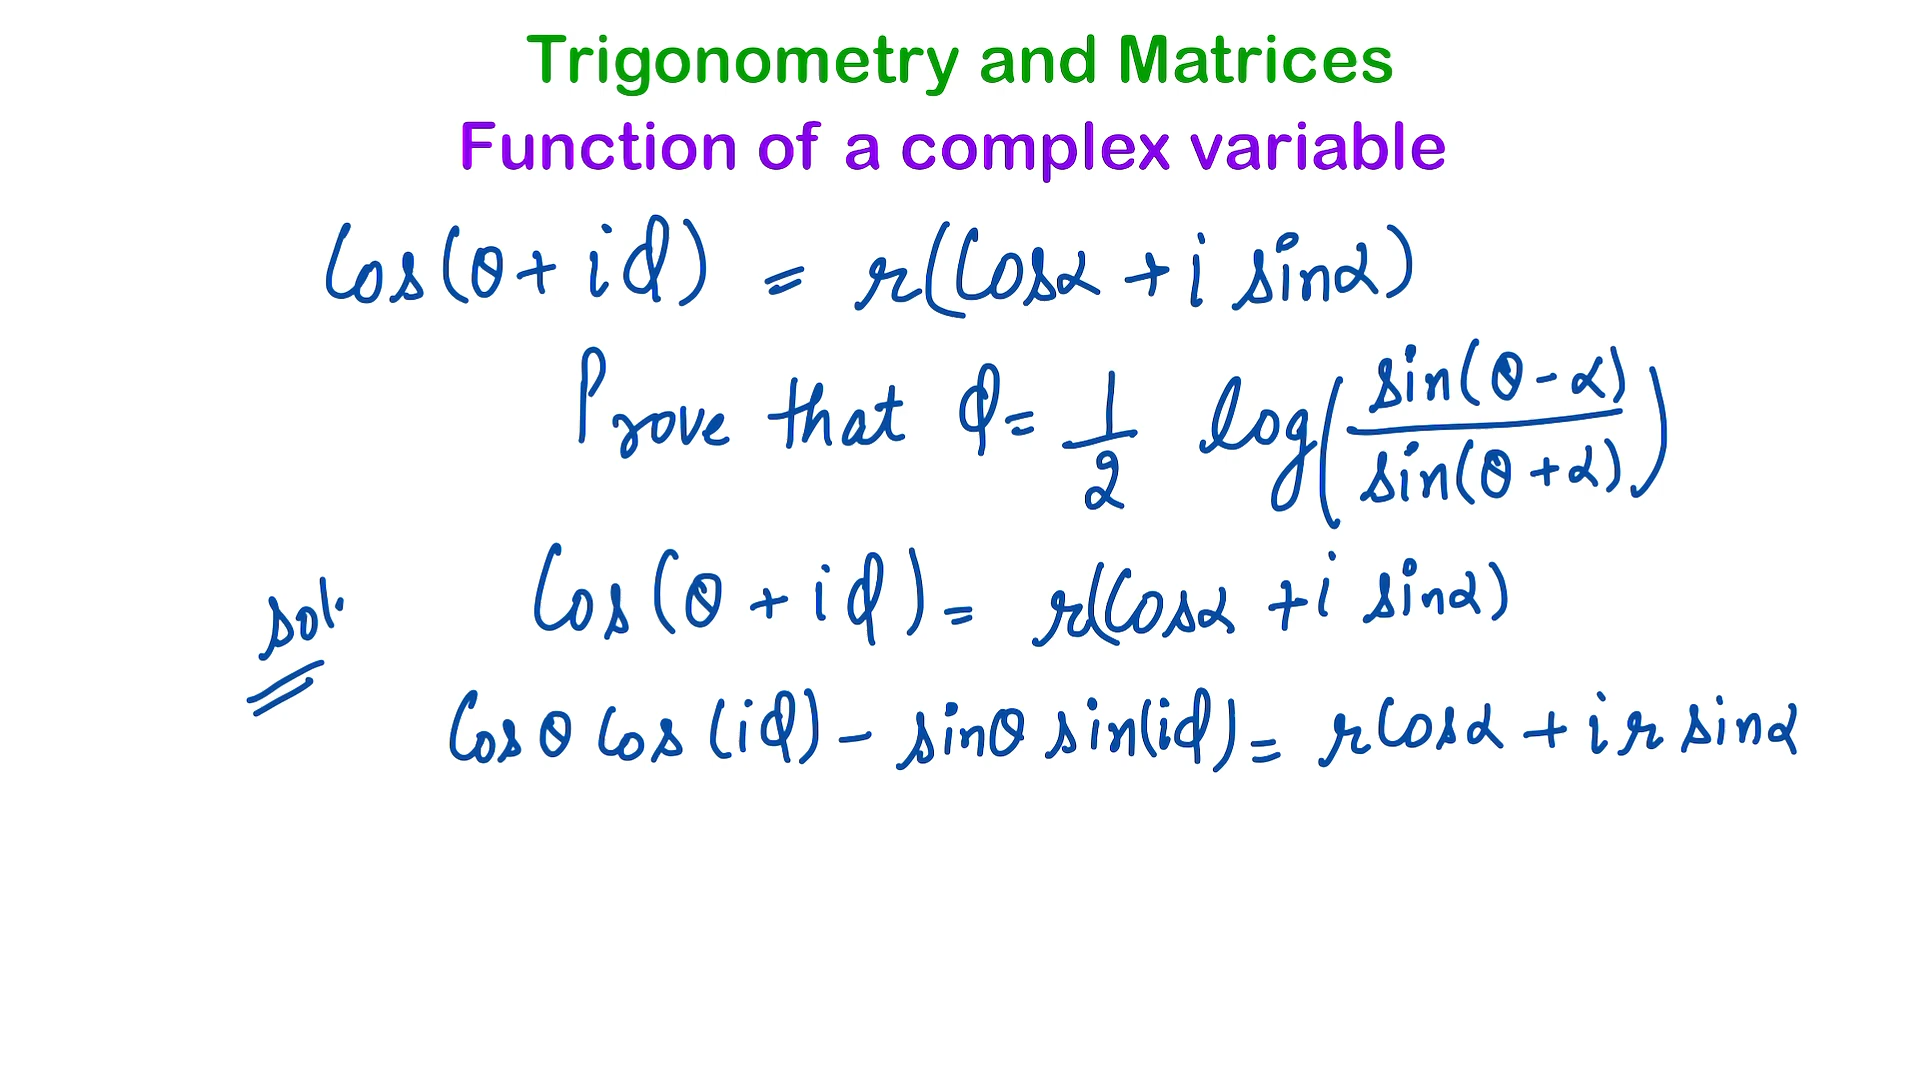 Trigonometry and Matrices
Function of a complex variable
Cos(θ + iϕ) = r(Cosα + i sinα)
Prove that ϕ = 1/2 log(sin(θ - α)/sin(θ + α))
Sol. Cos(θ + iϕ) = r(Cosα + i sinα)
Cosθ Cos(iϕ) - sinθ sin(iϕ) = rCosα + i r sinα